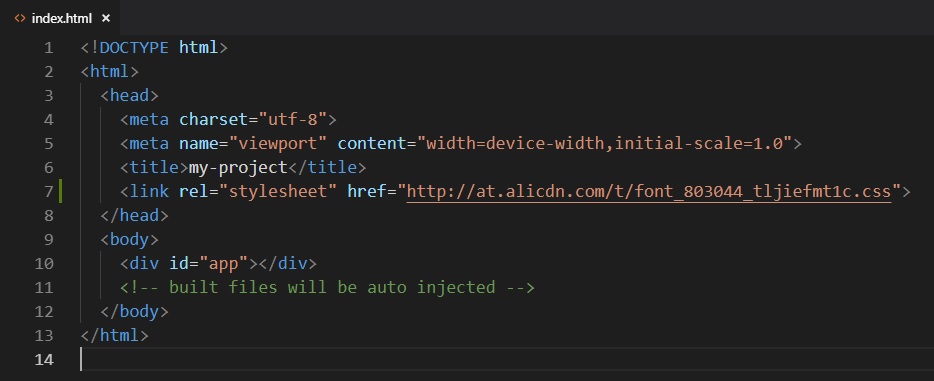 <> index.html ×
1 <!DOCTYPE html>
2 <html>
3 <head>
4 <meta charset="utf-8">
5 <meta name="viewport" content="width=device-width,initial-scale=1.0">
6 <title>my-project</title>
7 <link rel="stylesheet" href="http://at.alicdn.com/t/font_803044_tljiefmt1c.css">
8 </head>
9 <body>
10 <div id="app"></div>
11 <!-- built files will be auto injected -->
12 </body>
13 </html>
14